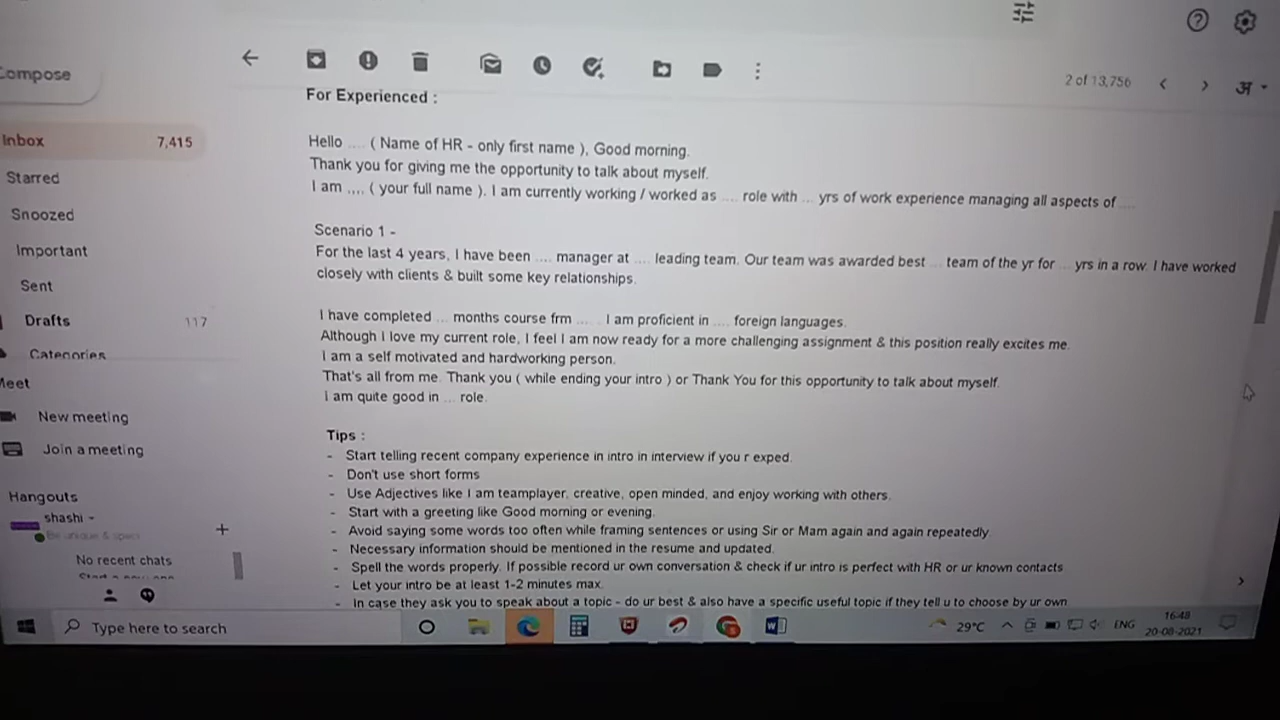 2 of 13,756
अ
Compose
Inbox 7,415
Starred
Snoozed
Important
Sent
Drafts 117
Categories
Meet
New meeting
Join a meeting
Hangouts
shashi
No recent chats
For Experienced :
Hello .... ( Name of HR - only first name ), Good morning.
Thank you for giving me the opportunity to talk about myself.
I am .... ( your full name ). I am currently working / worked as .... role with ... yrs of work experience managing all aspects of ....
Scenario 1 -
For the last 4 years, I have been .... manager at .... leading team. Our team was awarded best ... team of the yr for ... yrs in a row. I have worked
closely with clients & built some key relationships.
I have completed ... months course frm .... . I am proficient in .... foreign languages.
Although I love my current role, I feel I am now ready for a more challenging assignment & this position really excites me.
I am a self motivated and hardworking person.
That's all from me. Thank you ( while ending your intro ) or Thank You for this opportunity to talk about myself.
I am quite good in ... role.
Tips :
- Start telling recent company experience in intro in interview if you r exped.
- Don't use short forms
- Use Adjectives like I am teamplayer, creative, open minded, and enjoy working with others.
- Start with a greeting like Good morning or evening.
- Avoid saying some words too often while framing sentences or using Sir or Mam again and again repeatedly
- Necessary information should be mentioned in the resume and updated.
- Spell the words properly. If possible record ur own conversation & check if ur intro is perfect with HR or ur known contacts
- Let your intro be at least 1-2 minutes max.
- In case they ask you to speak about a topic - do ur best & also have a specific useful topic if they tell u to choose by ur own
Type here to search
29°C
ENG
16:48
20-08-2021